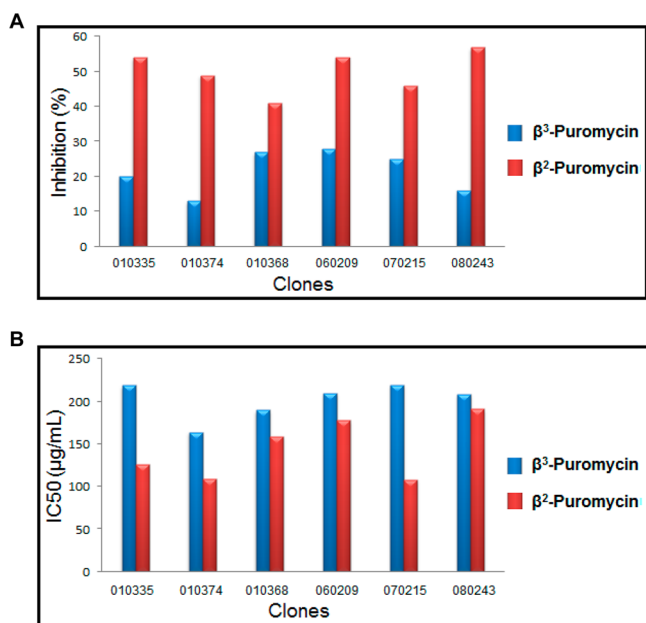 A
60
50
40
30
20
10
0
Inhibition (%)
010335 010374 010368 060209 070215 080243
Clones
β³-Puromycin
β²-Puromycin
B
250
200
150
100
50
0
IC50 (µg/mL)
010335 010374 010368 060209 070215 080243
Clones
β³-Puromycin
β²-Puromycin